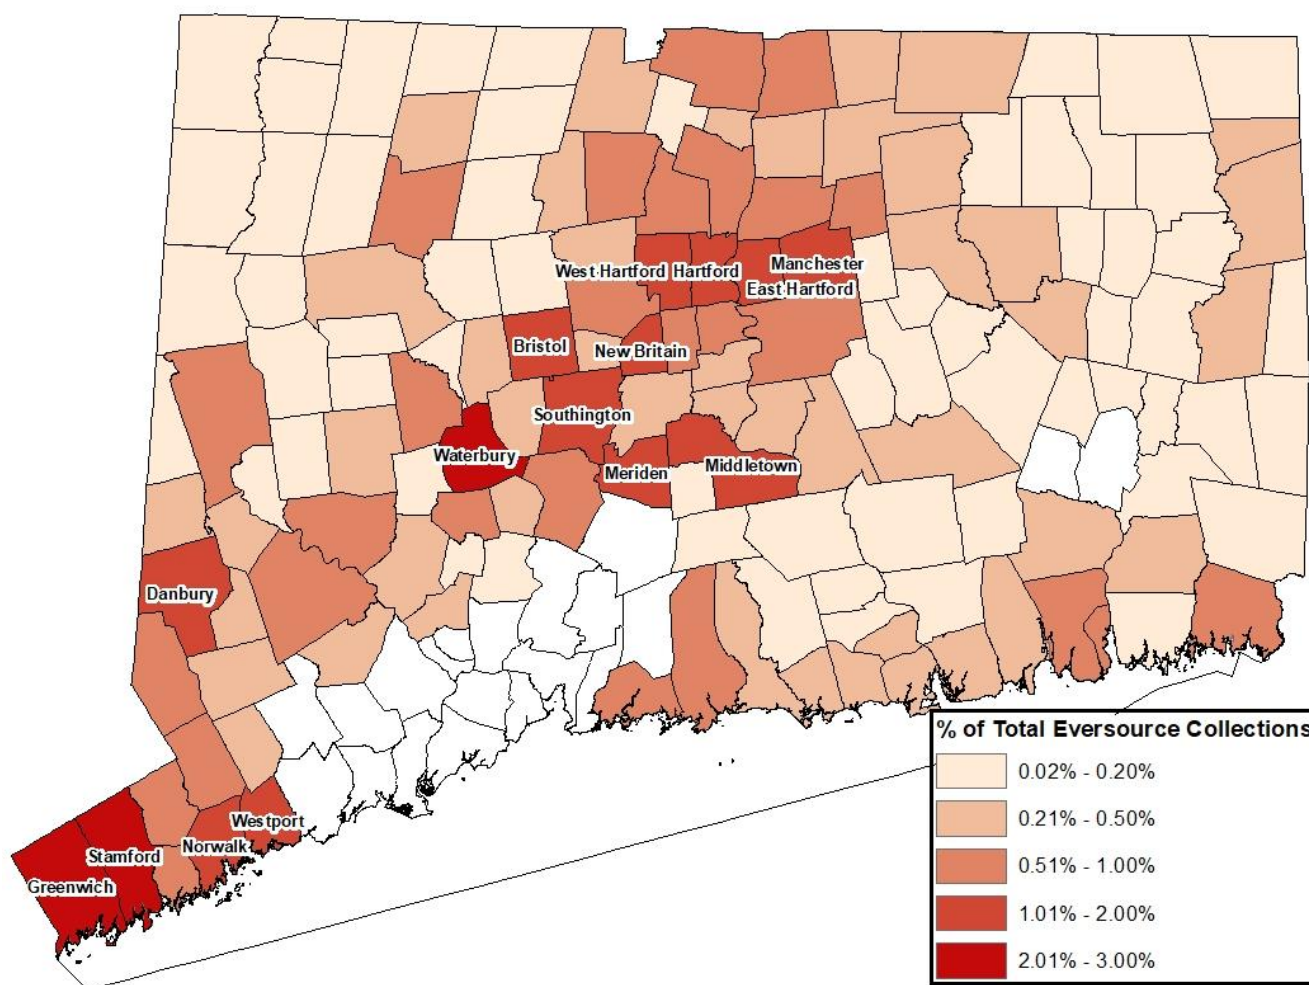 West Hartford
Hartford
Manchester
East Hartford
Bristol
New Britain
Southington
Waterbury
Meriden
Middletown
Danbury
Westport
Norwalk
Stamford
Greenwich
% of Total Eversource Collections
0.02% - 0.20%
0.21% - 0.50%
0.51% - 1.00%
1.01% - 2.00%
2.01% - 3.00%